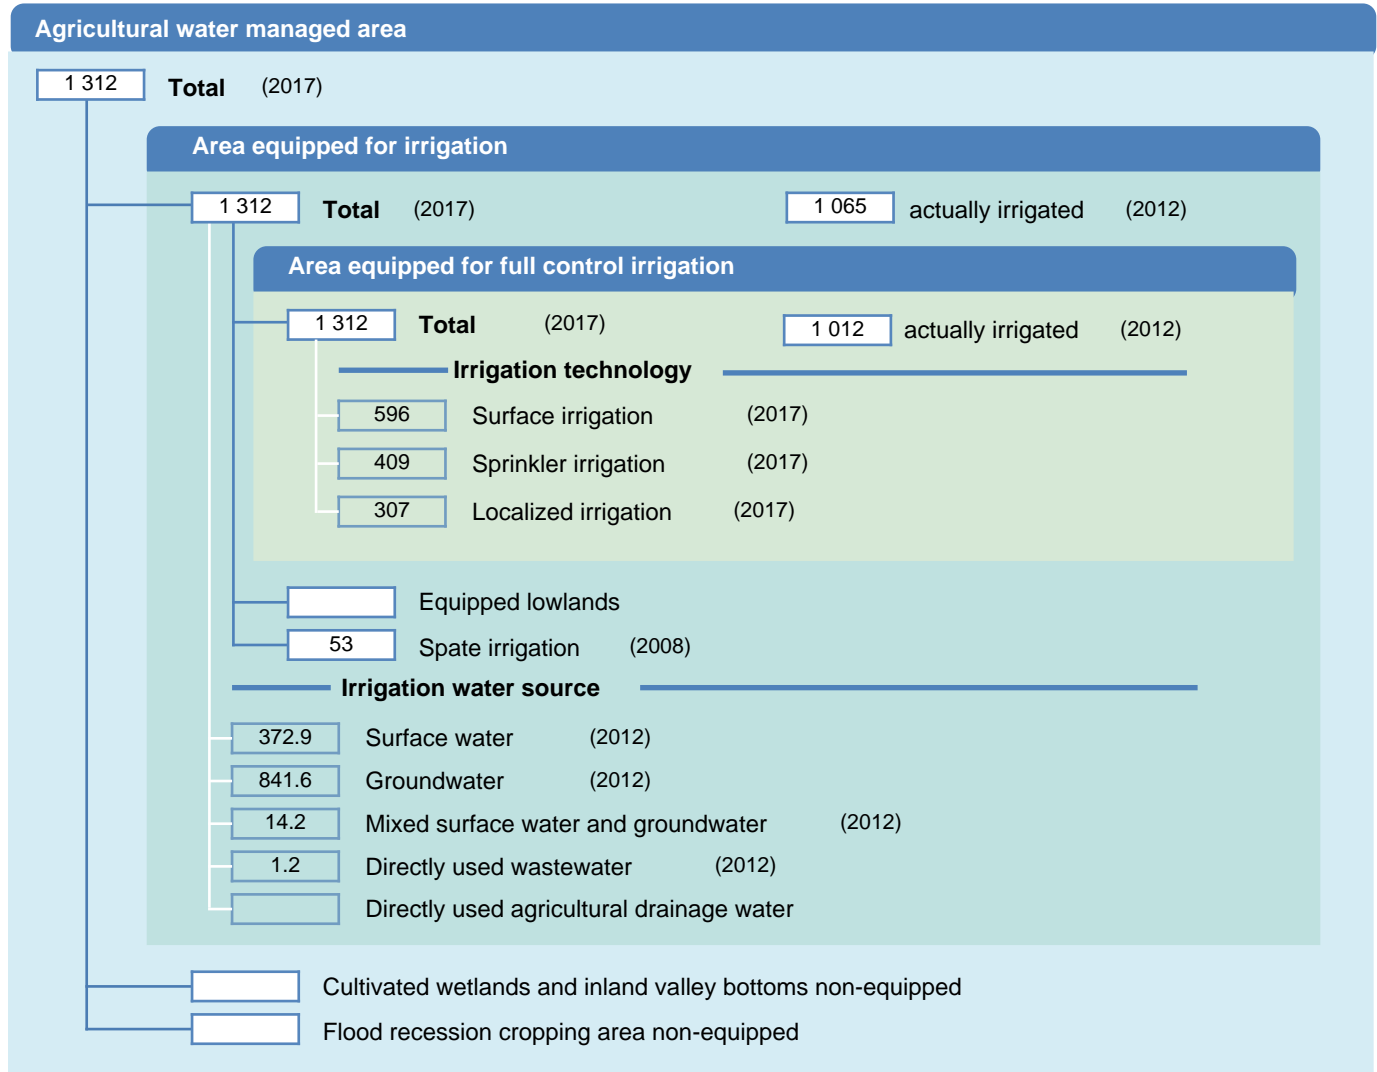 Agricultural water managed area
1 312 Total (2017)
Area equipped for irrigation
1 312 Total (2017) 1 065 actually irrigated (2012)
Area equipped for full control irrigation
1 312 Total (2017) 1 012 actually irrigated (2012)
Irrigation technology
596 Surface irrigation (2017)
409 Sprinkler irrigation (2017)
307 Localized irrigation (2017)
Equipped lowlands
53 Spate irrigation (2008)
Irrigation water source
372.9 Surface water (2012)
841.6 Groundwater (2012)
14.2 Mixed surface water and groundwater (2012)
1.2 Directly used wastewater (2012)
Directly used agricultural drainage water
Cultivated wetlands and inland valley bottoms non-equipped
Flood recession cropping area non-equipped